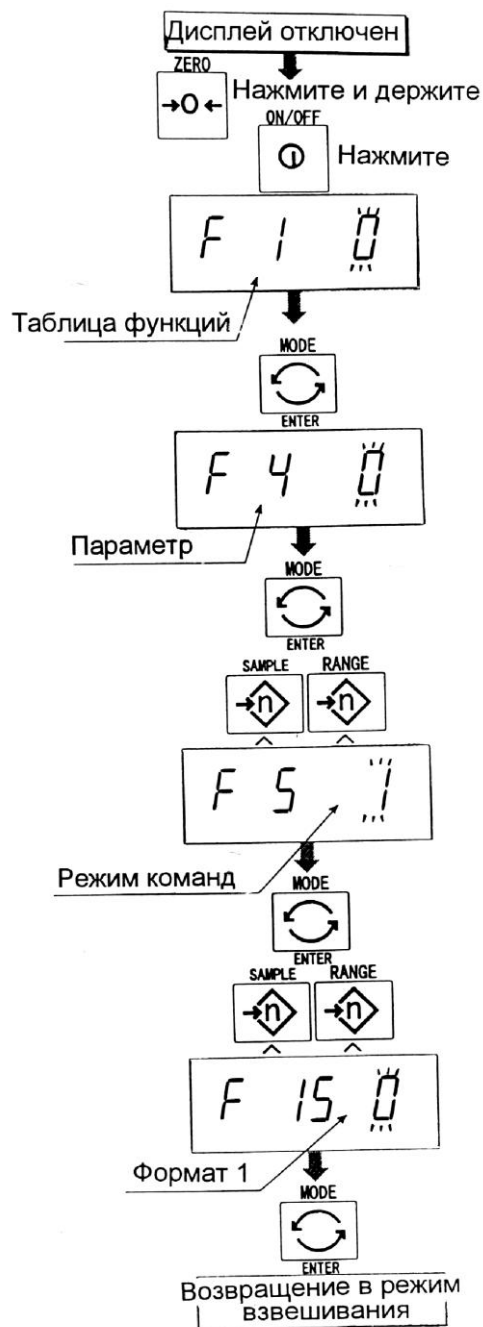 Дисплей отключен
ZERO
→0←
Нажмите и держите
ON/OFF
Нажмите
F 1 0
Таблица функций
MODE
ENTER
F 4 0
Параметр
MODE
ENTER
SAMPLE RANGE
→n →n
F 5 1
Режим команд
MODE
ENTER
SAMPLE RANGE
→n →n
F 15 0
Формат 1
MODE
ENTER
Возвращение в режим
взвешивания